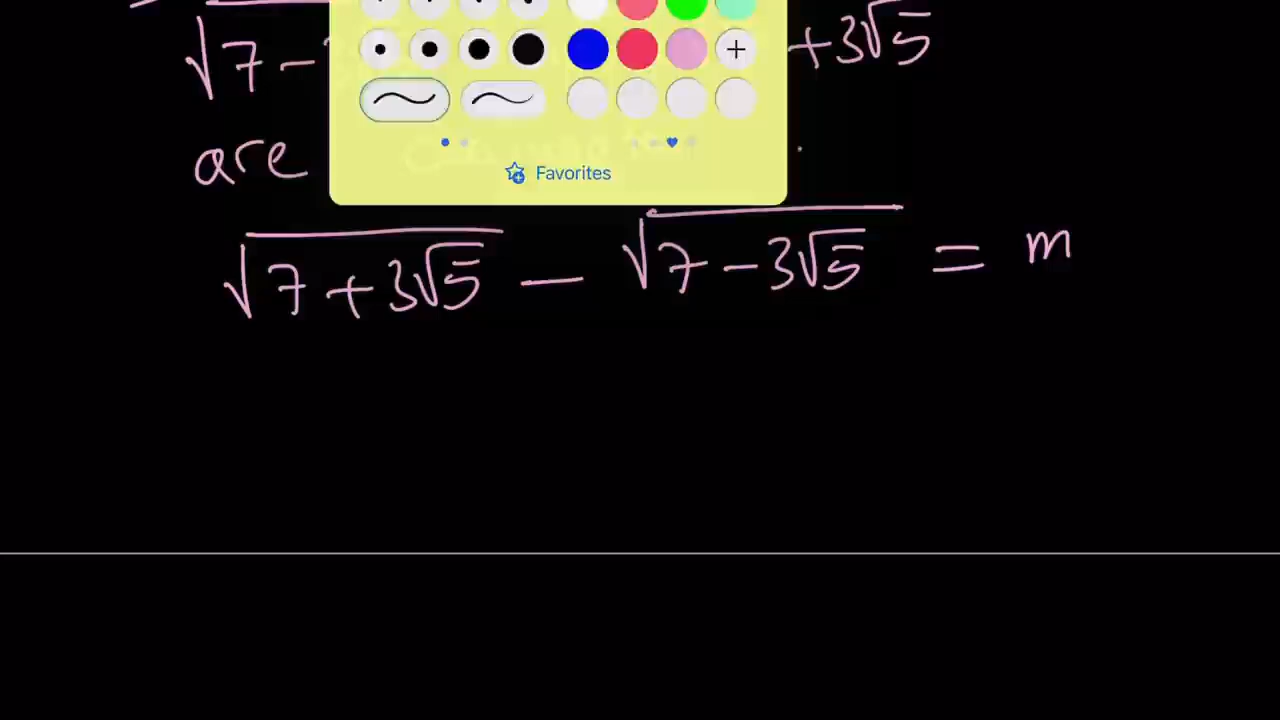 √7 - +3√5
are
Favorites
√7 + 3√5 - √7 - 3√5 = m